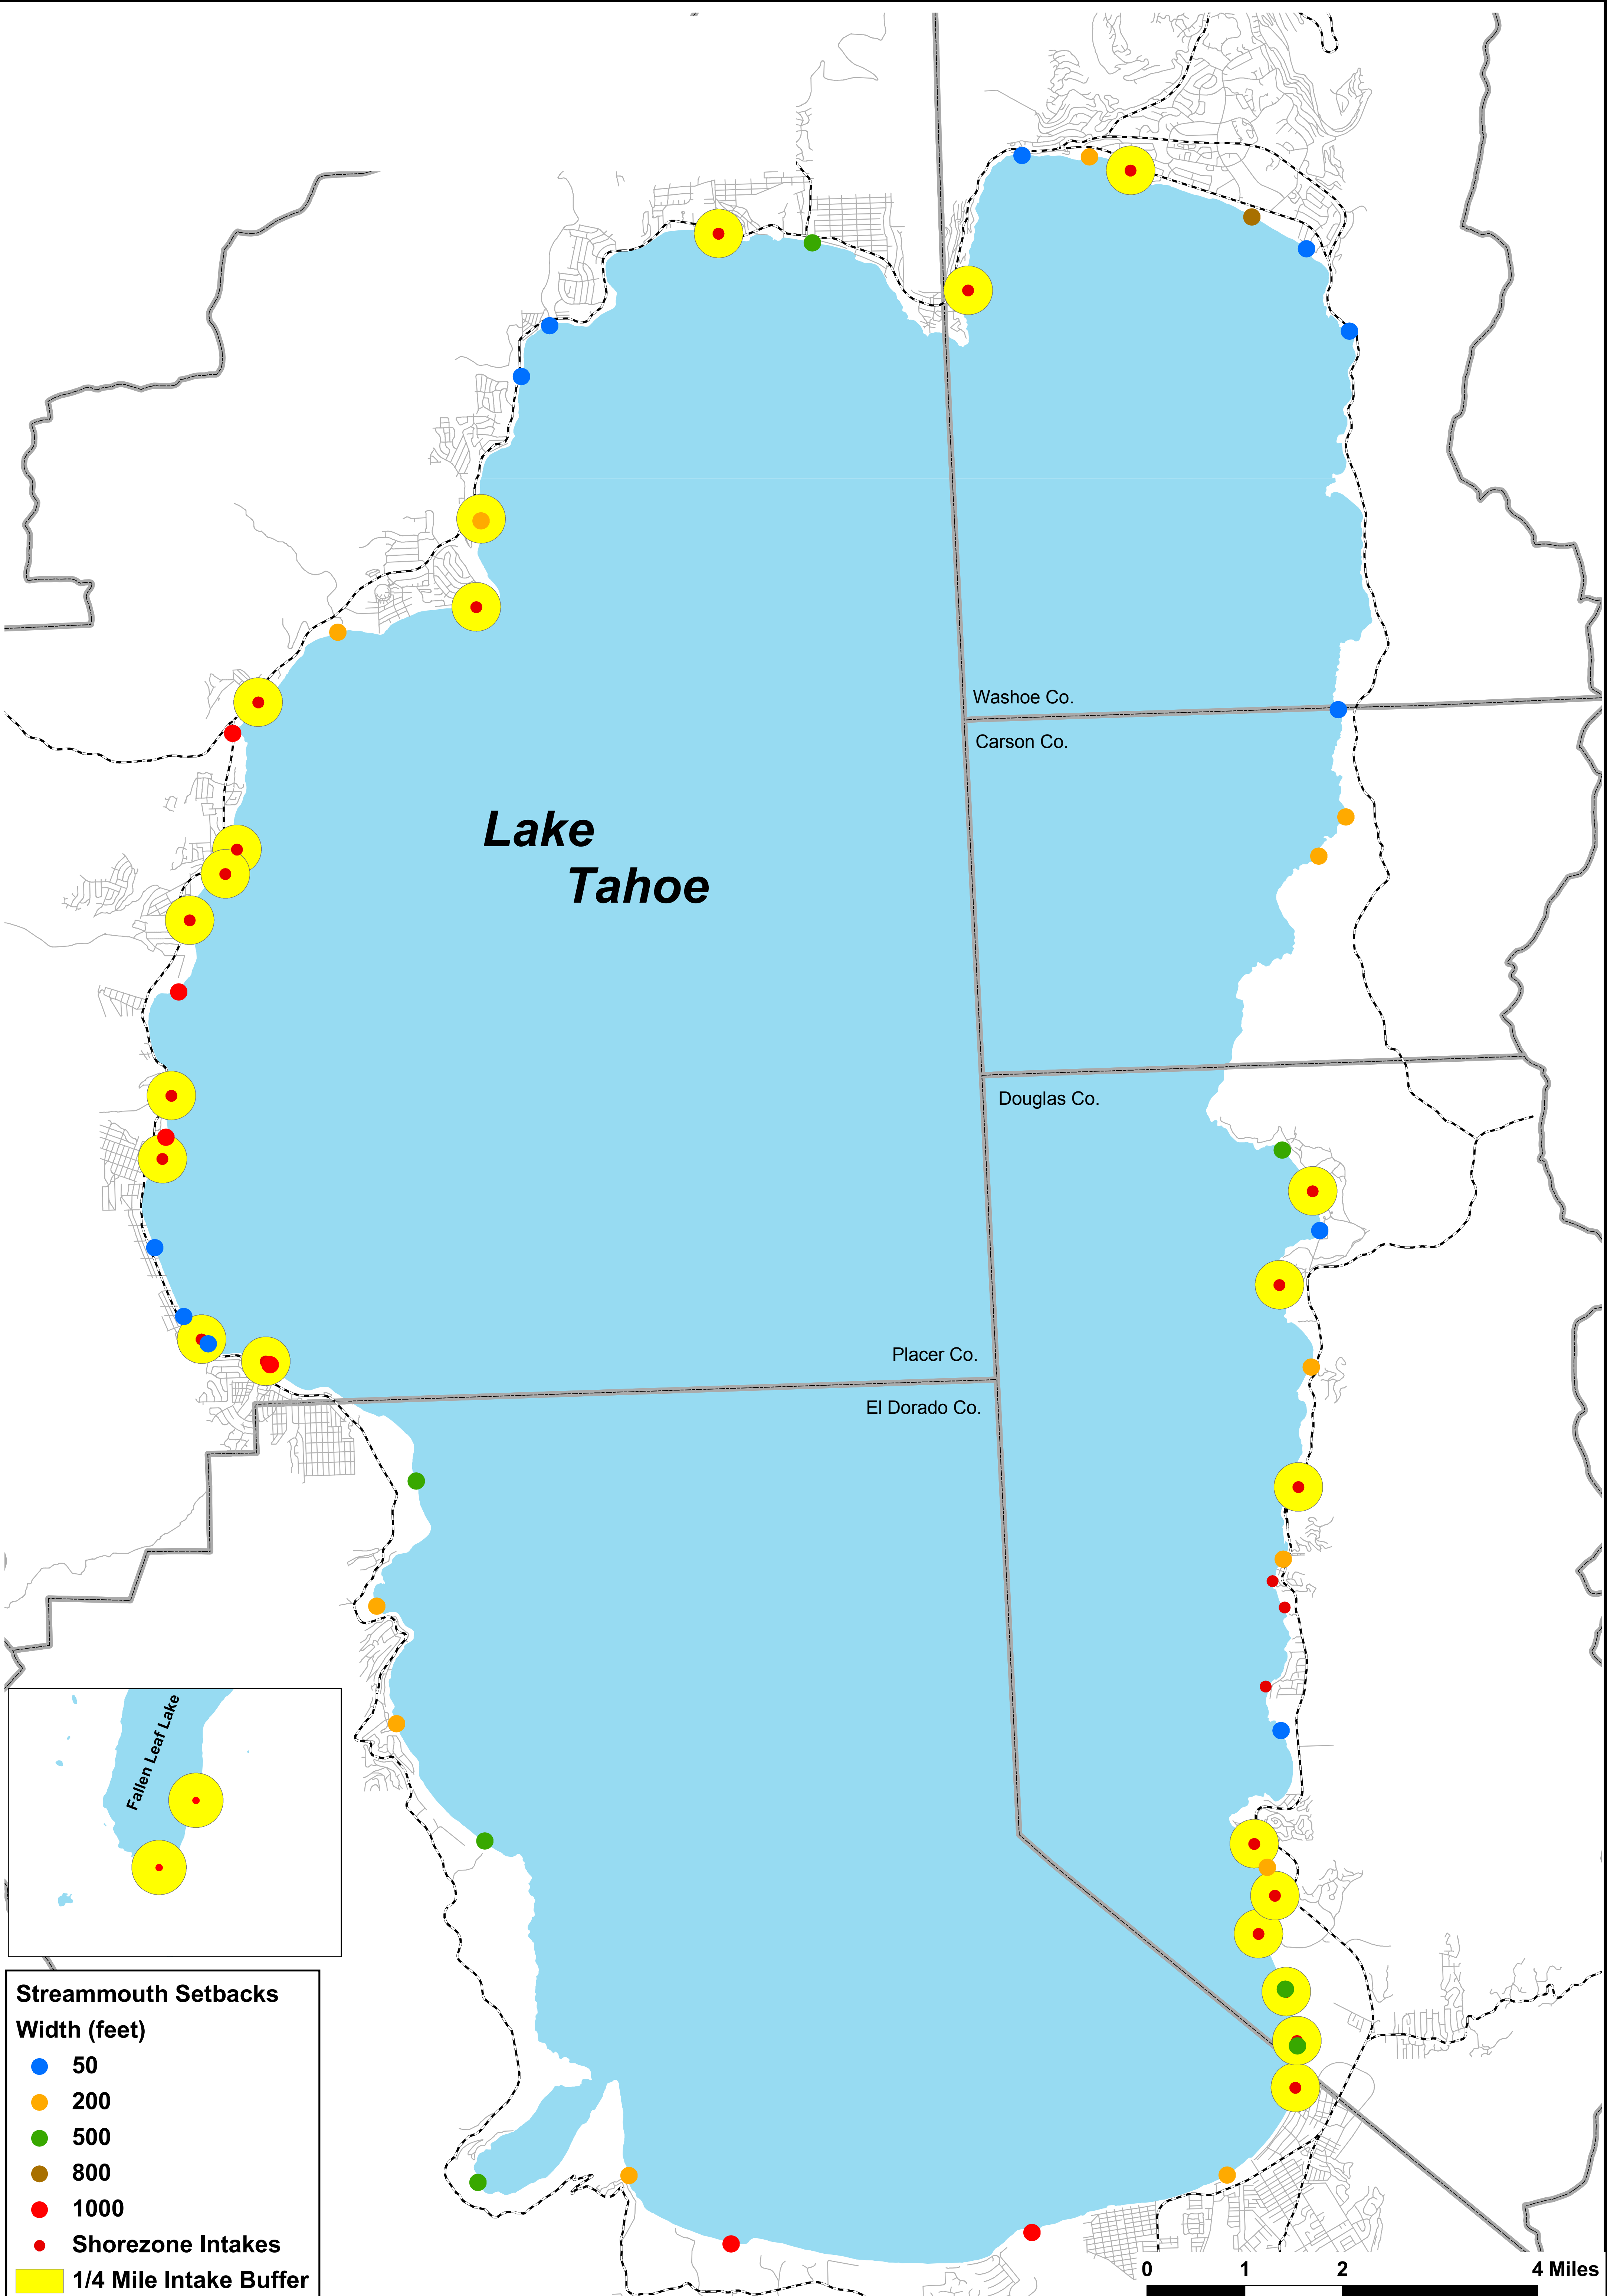 Washoe Co.
Carson Co.
Lake
Tahoe
Douglas Co.
Placer Co.
El Dorado Co.
Fallen Leaf Lake
Streammouth Setbacks
Width (feet)
50
200
500
800
1000
Shorezone Intakes
1/4 Mile Intake Buffer
0 1 2 4 Miles